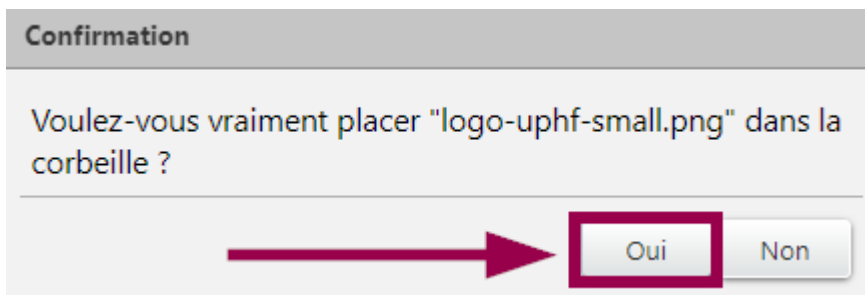 Confirmation
Voulez-vous vraiment placer "logo-uphf-small.png" dans la
corbeille ?
Oui Non